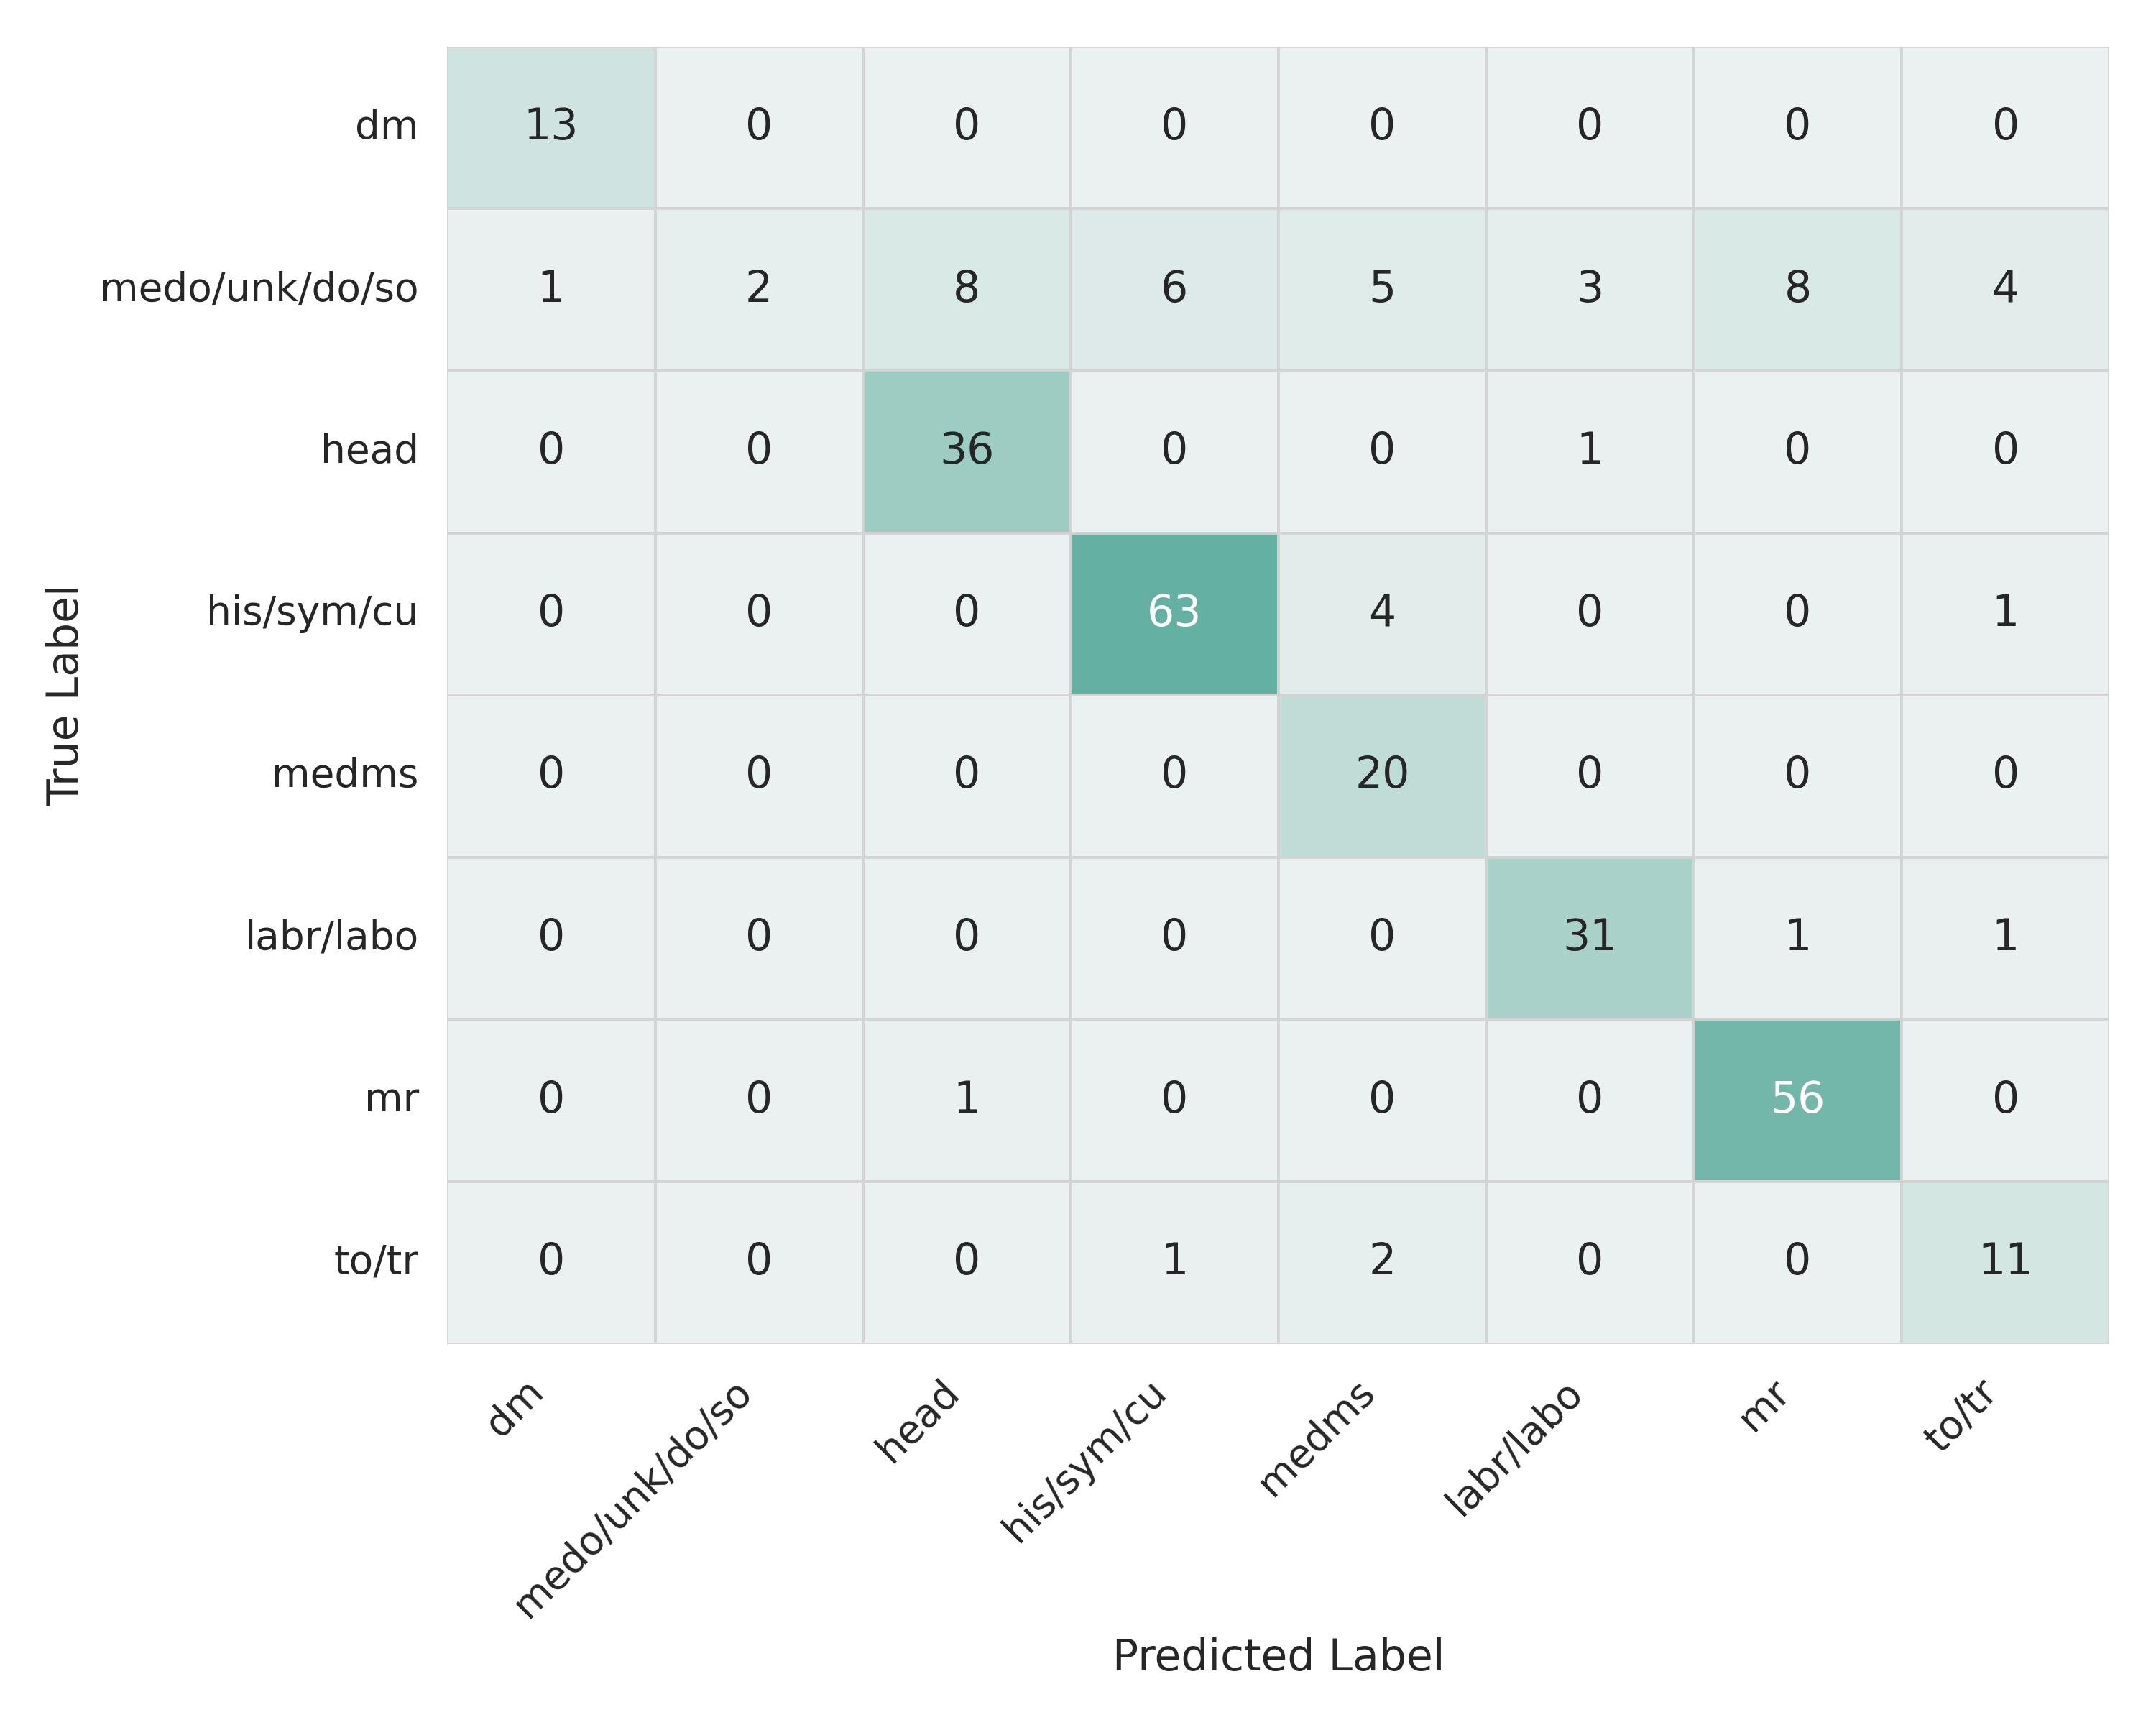 dm 13 0 0 0 0 0 0 0
medo/unk/do/so 1 2 8 6 5 3 8 4
head 0 0 36 0 0 1 0 0
his/sym/cu 0 0 0 63 4 0 0 1
medms 0 0 0 0 20 0 0 0
labr/labo 0 0 0 0 0 31 1 1
mr 0 0 1 0 0 0 56 0
to/tr 0 0 0 1 2 0 0 11
True Label
dm medo/unk/do/so head his/sym/cu medms labr/labo mr to/tr
Predicted Label